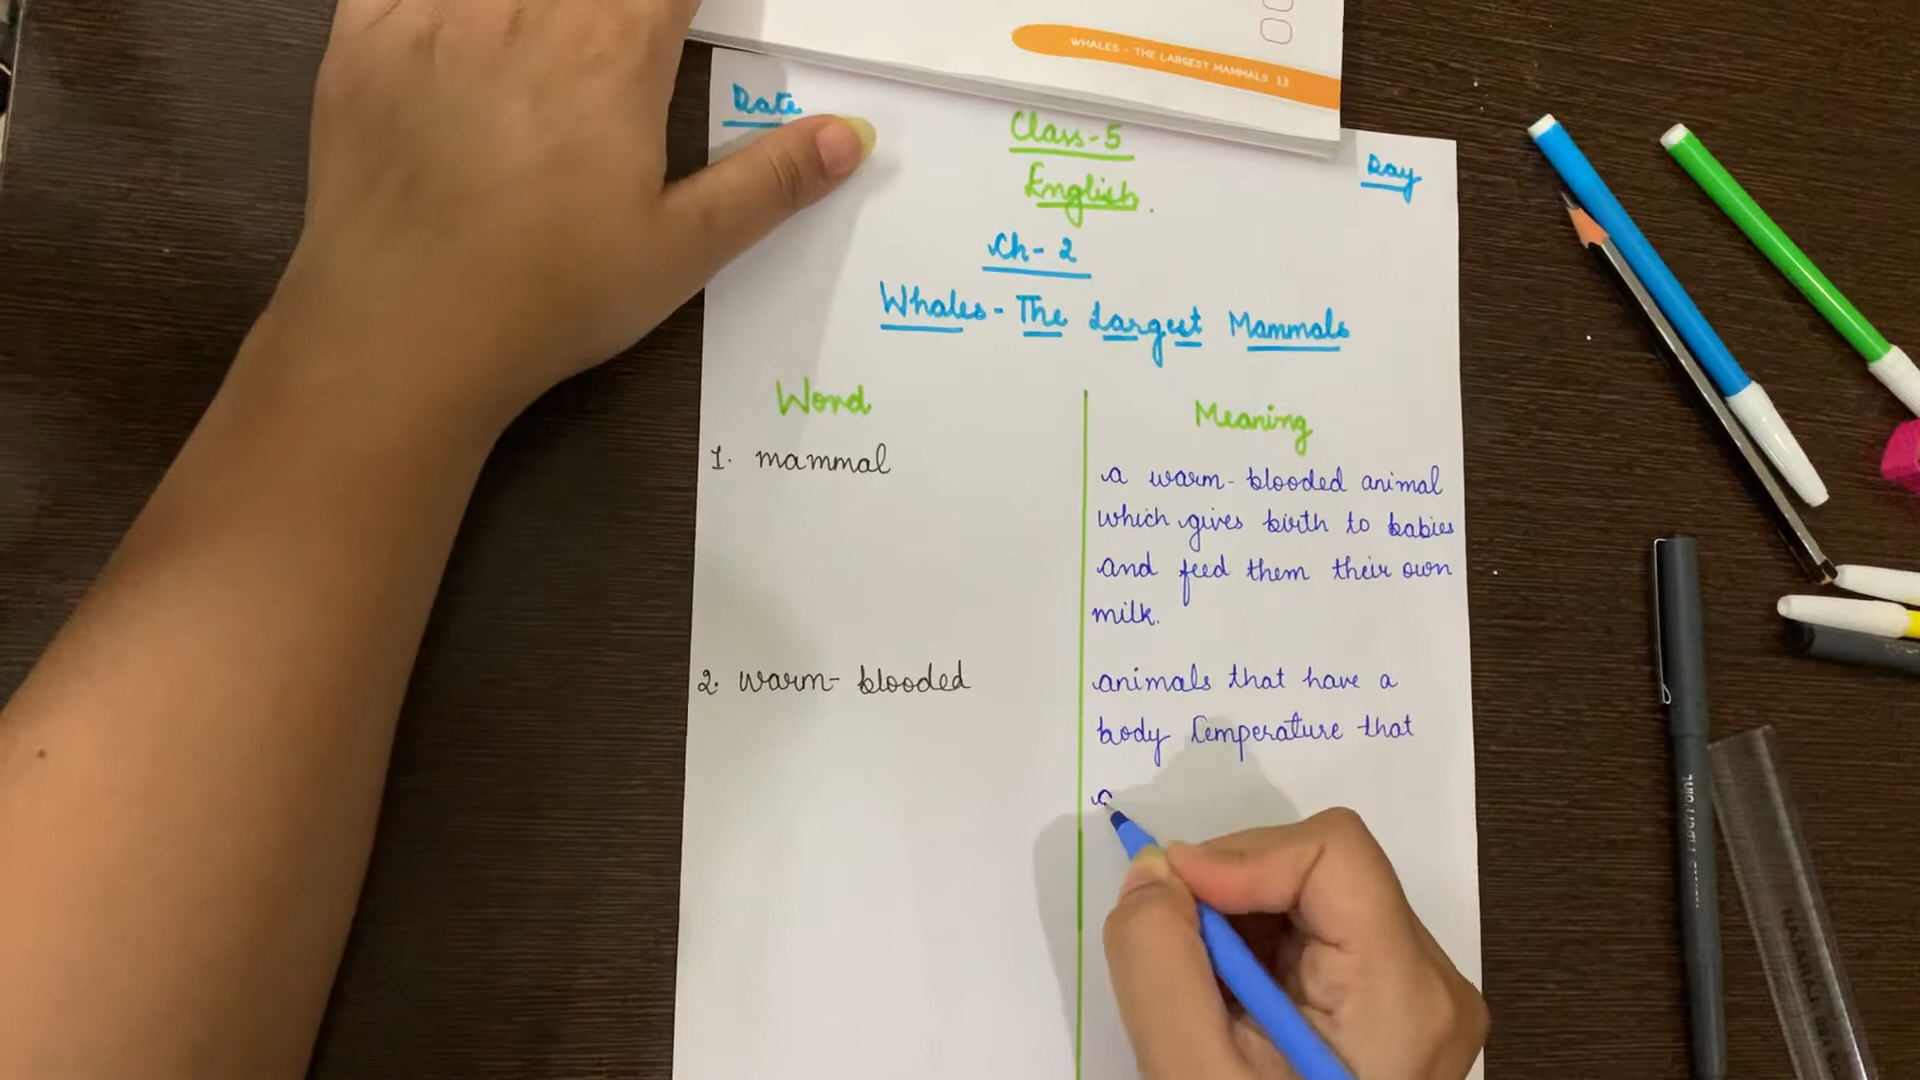 WHALES - THE LARGEST MAMMALS 13
Date
Class-5
Day
English.
Ch-2
Whales- The Largest Mammals
Word
Meaning
1. mammal
a warm-blooded animal
which gives birth to babies
and feed them their own
milk.
2. warm-blooded
animals that have a
body Temperature that